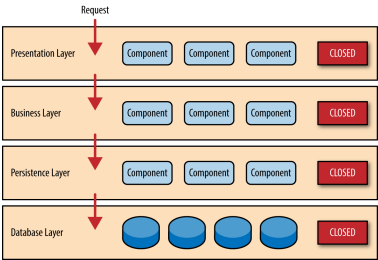 Request
Presentation Layer Component Component Component CLOSED
Business Layer Component Component Component CLOSED
Persistence Layer Component Component Component CLOSED
Database Layer CLOSED